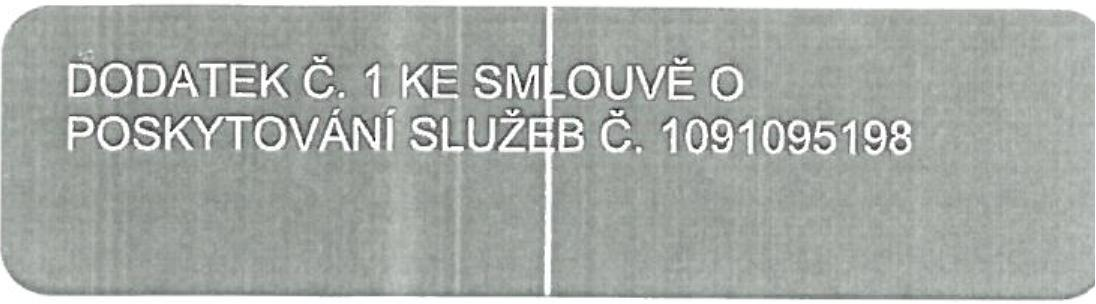 DODATEK Č. 1 KE SMLOUVĚ O
POSKYTOVÁNÍ SLUŽEB Č. 1091095198